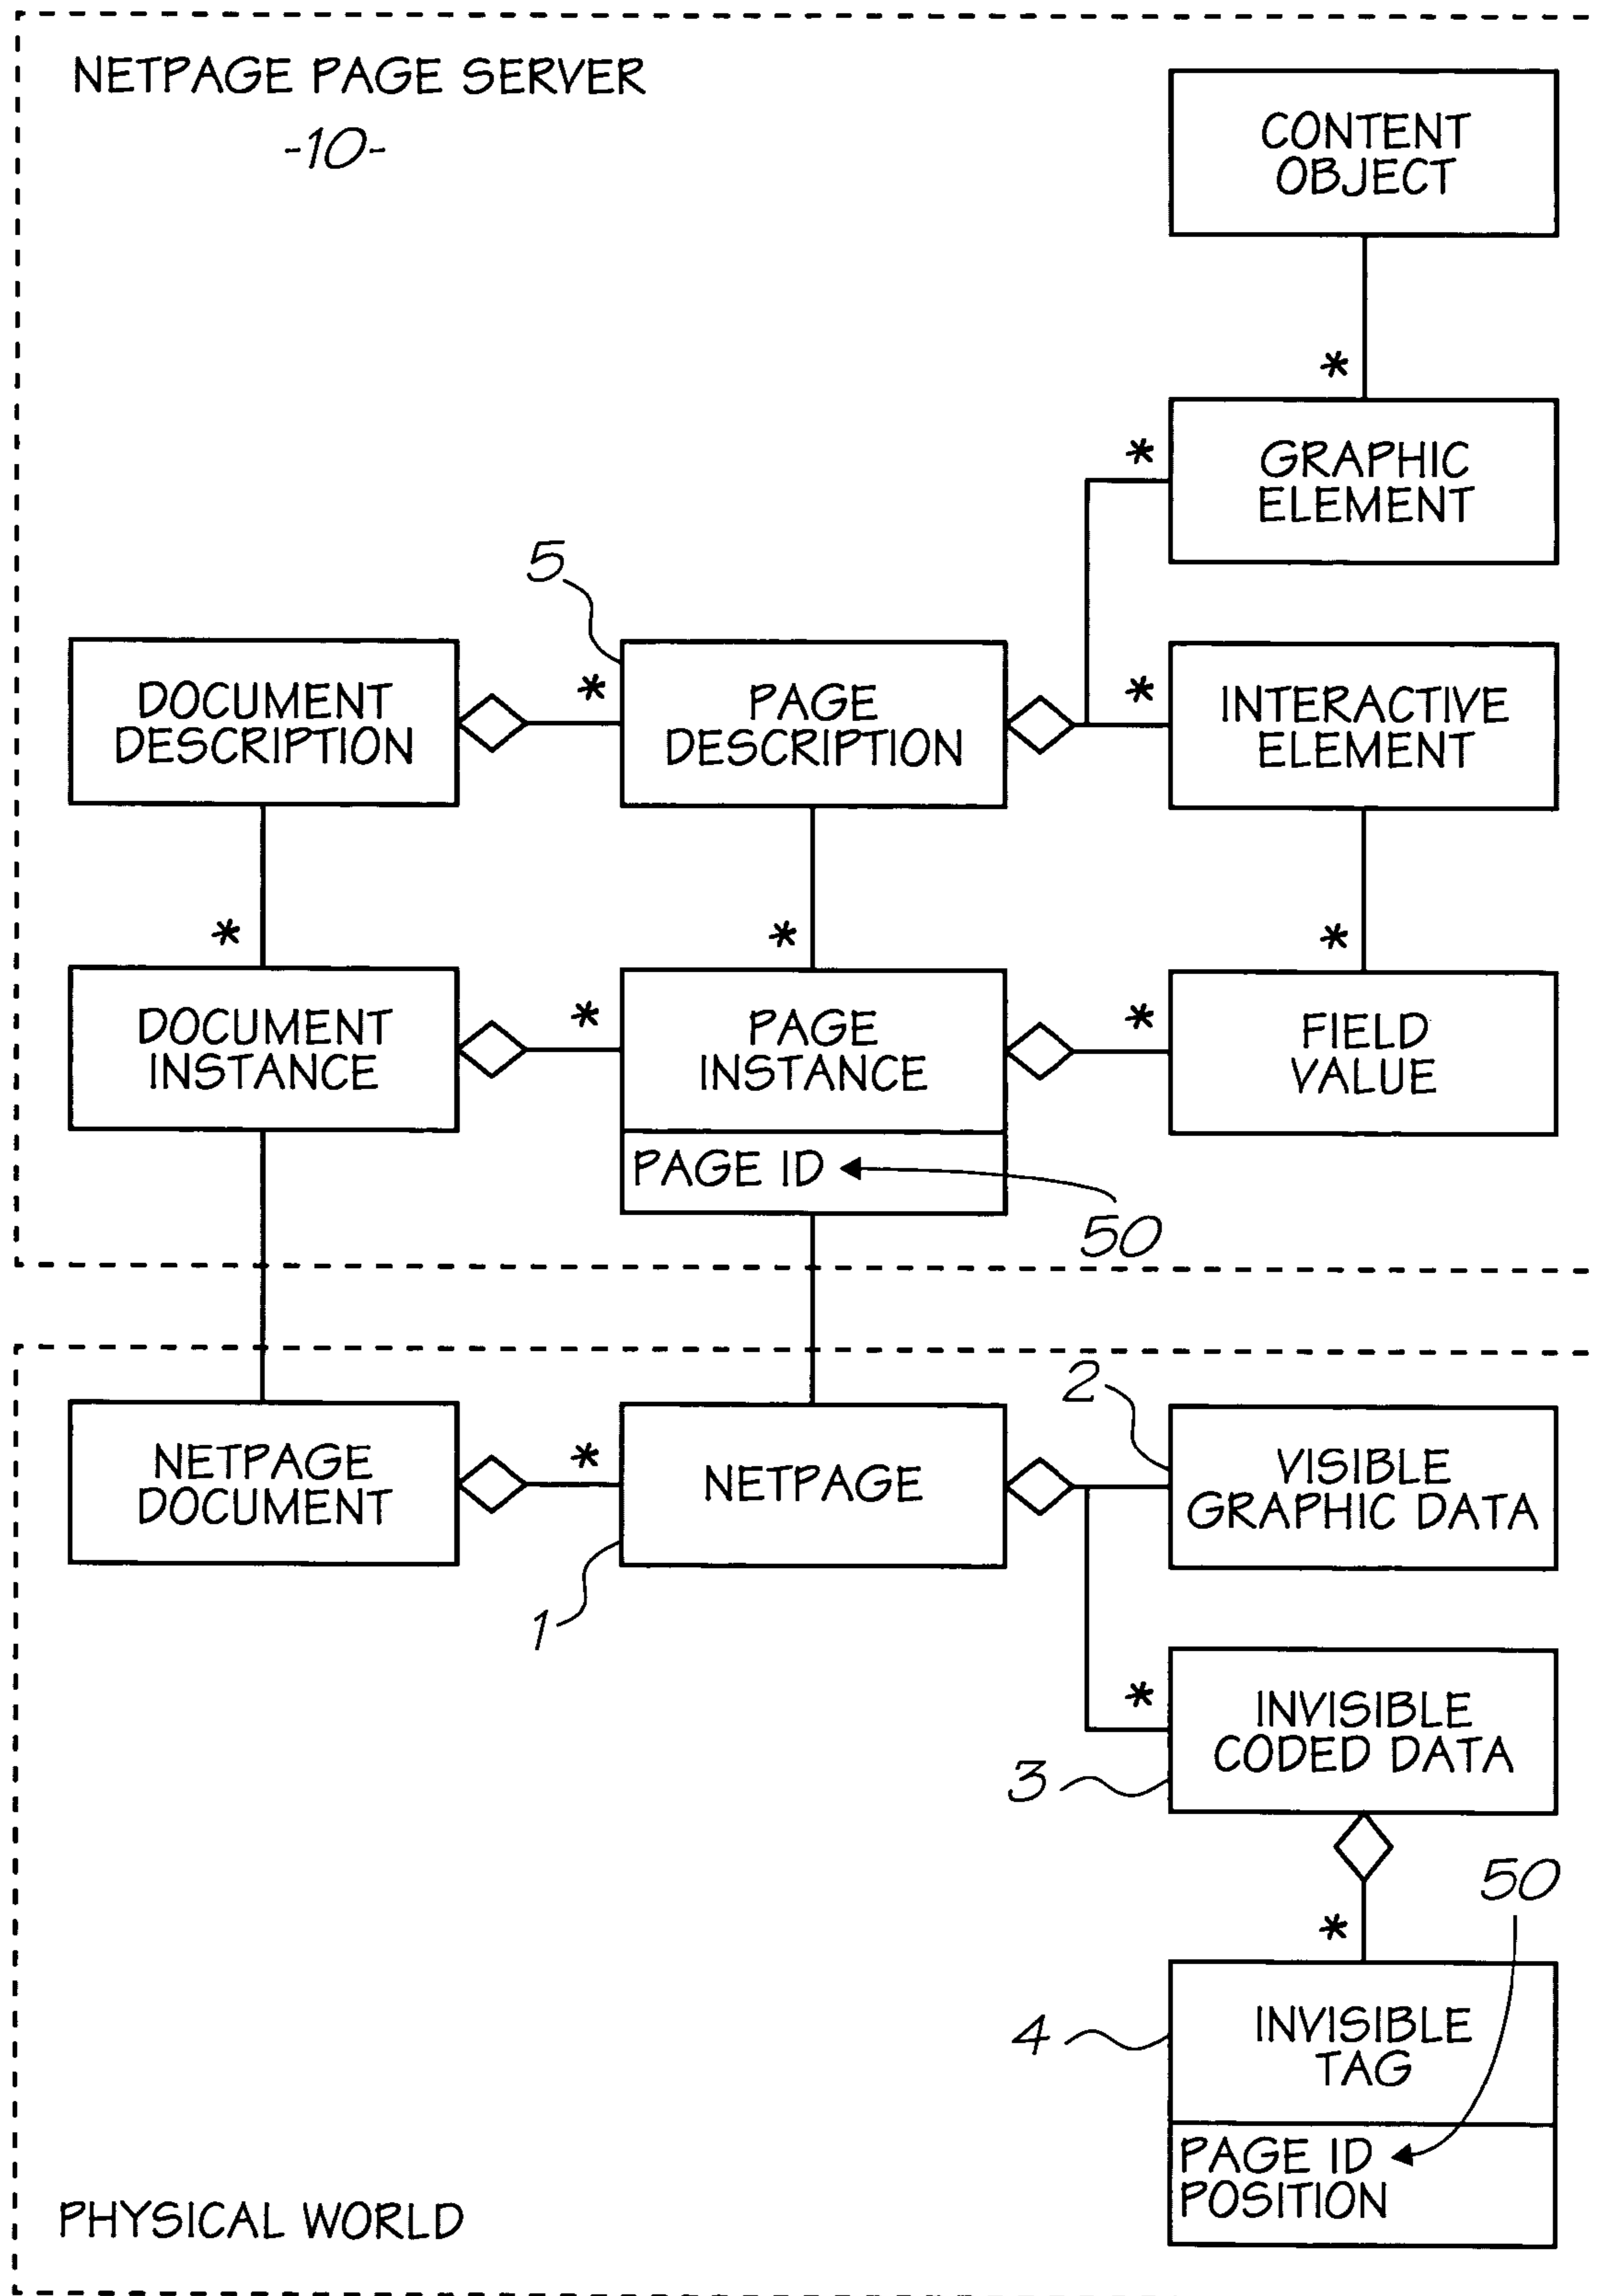 NETPAGE PAGE SERVER
-10-
CONTENT
OBJECT
*
*
GRAPHIC
ELEMENT
5
DOCUMENT
DESCRIPTION
*
PAGE
DESCRIPTION
*
INTERACTIVE
ELEMENT
*
*
*
DOCUMENT
INSTANCE
*
PAGE
INSTANCE
*
FIELD
VALUE
PAGE ID
50
2
NETPAGE
DOCUMENT
*
NETPAGE
VISIBLE
GRAPHIC DATA
1
*
INVISIBLE
CODED DATA
3
50
*
4
INVISIBLE
TAG
PAGE ID
POSITION
PHYSICAL WORLD